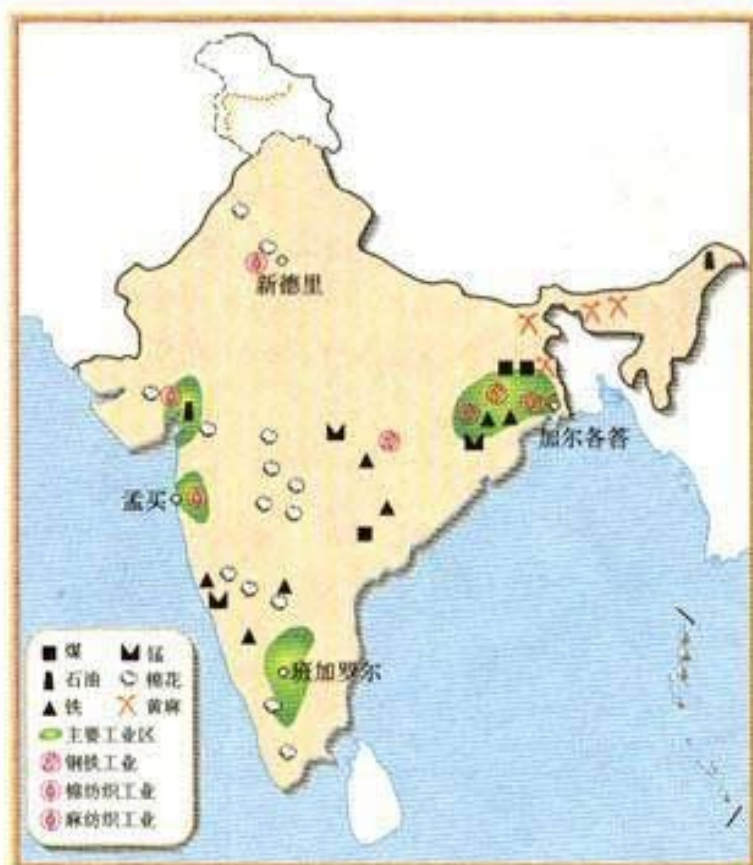 新德里
加尔各答
孟买
班加罗尔
煤 锰
石油 棉花
铁 黄麻
主要工业区
钢铁工业
棉纺织工业
麻纺织工业